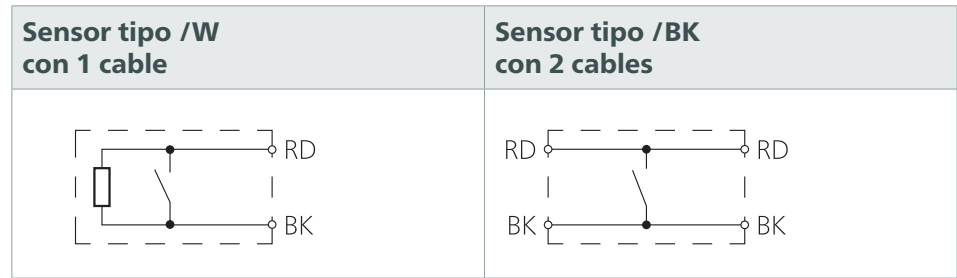 Sensor tipo /W
con 1 cable
Sensor tipo /BK
con 2 cables
RD
BK
RD
RD
BK
BK